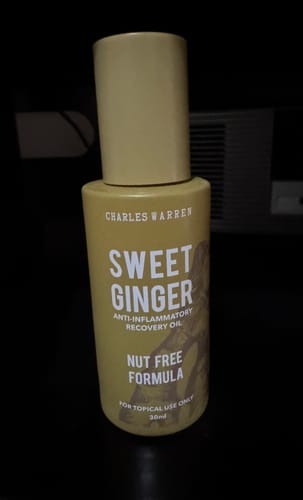 CHARLES WARREN
SWEET
GINGER
ANTI-INFLAMMATORY
RECOVERY OIL
NUT FREE
FORMULA
FOR TOPICAL USE ONLY
30ml